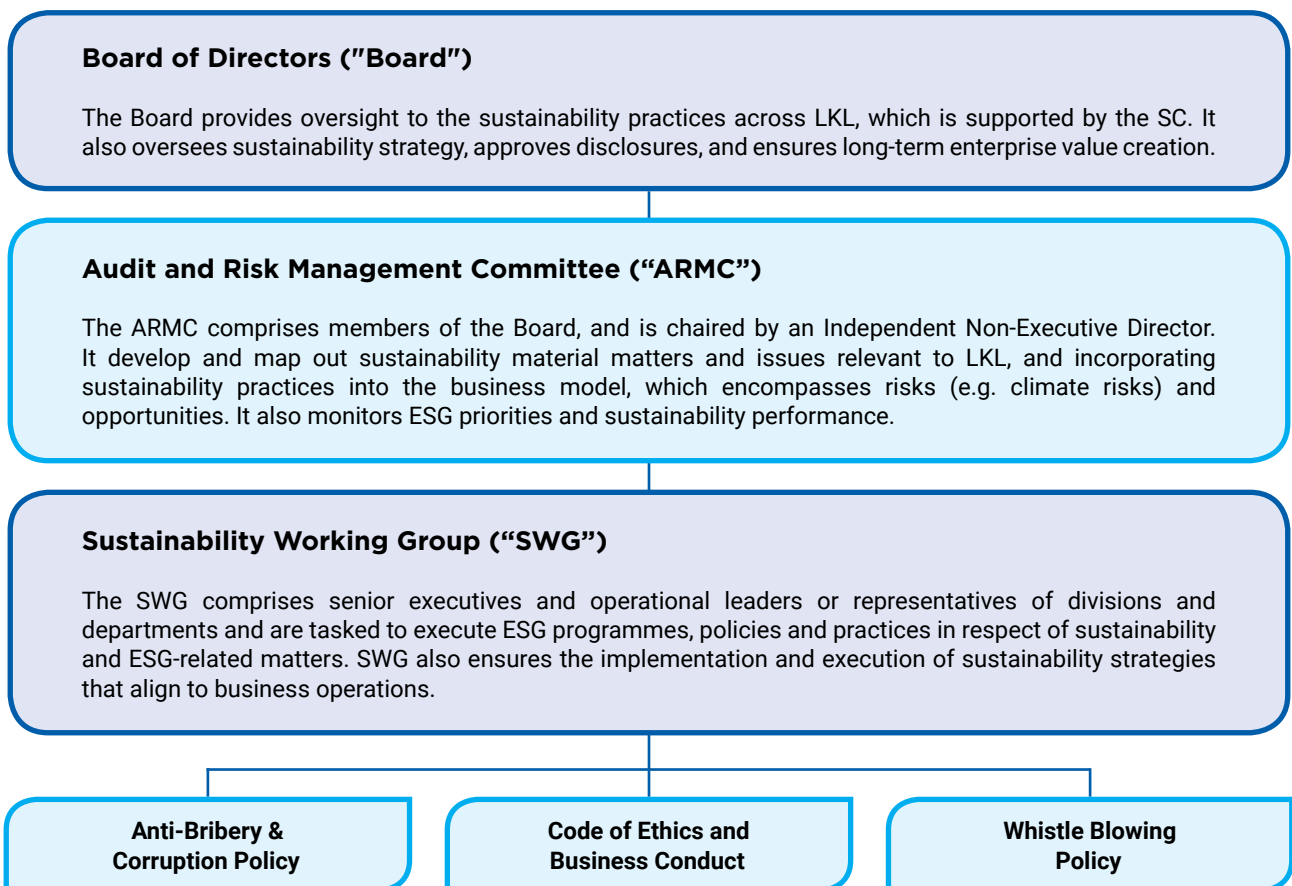 Board of Directors ("Board")
The Board provides oversight to the sustainability practices across LKL, which is supported by the SC. It
also oversees sustainability strategy, approves disclosures, and ensures long-term enterprise value creation.
Audit and Risk Management Committee (“ARMC”)
The ARMC comprises members of the Board, and is chaired by an Independent Non-Executive Director.
It develop and map out sustainability material matters and issues relevant to LKL, and incorporating
sustainability practices into the business model, which encompasses risks (e.g. climate risks) and
opportunities. It also monitors ESG priorities and sustainability performance.
Sustainability Working Group (“SWG”)
The SWG comprises senior executives and operational leaders or representatives of divisions and
departments and are tasked to execute ESG programmes, policies and practices in respect of sustainability
and ESG-related matters. SWG also ensures the implementation and execution of sustainability strategies
that align to business operations.
Anti-Bribery &
Corruption Policy
Code of Ethics and
Business Conduct
Whistle Blowing
Policy